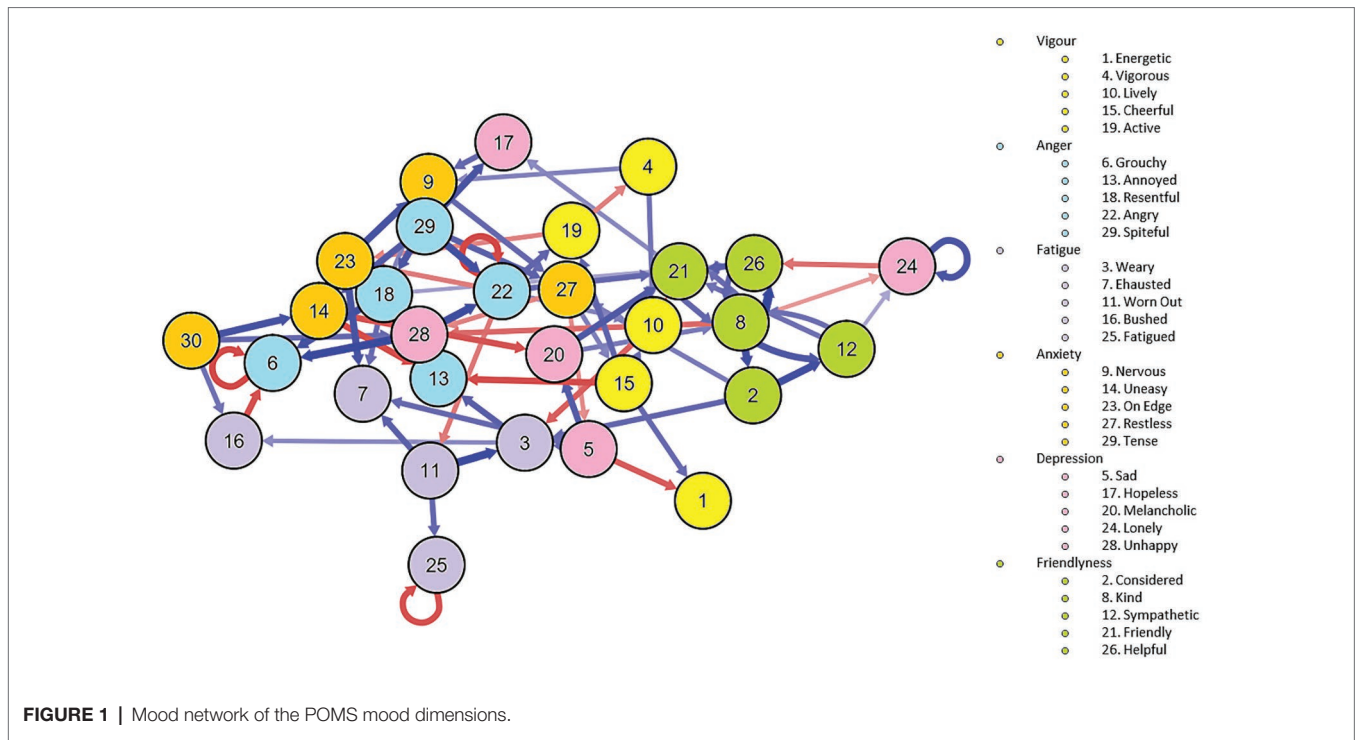 17
4
9
29
19
23
21
26
24
18
22
27
14
10
8
30
28
20
12
6
13
15
7
2
16
3
5
11
1
25
Vigour
1. Energetic
4. Vigorous
10. Lively
15. Cheerful
19. Active
Anger
6. Grouchy
13. Annoyed
18. Resentful
22. Angry
29. Spiteful
Fatigue
3. Weary
7. Ehausted
11. Worn Out
16. Bushed
25. Fatigued
Anxiety
9. Nervous
14. Uneasy
23. On Edge
27. Restless
29. Tense
Depression
5. Sad
17. Hopeless
20. Melancholic
24. Lonely
28. Unhappy
Friendlyness
2. Considered
8. Kind
12. Sympathetic
21. Friendly
26. Helpful
FIGURE 1 | Mood network of the POMS mood dimensions.